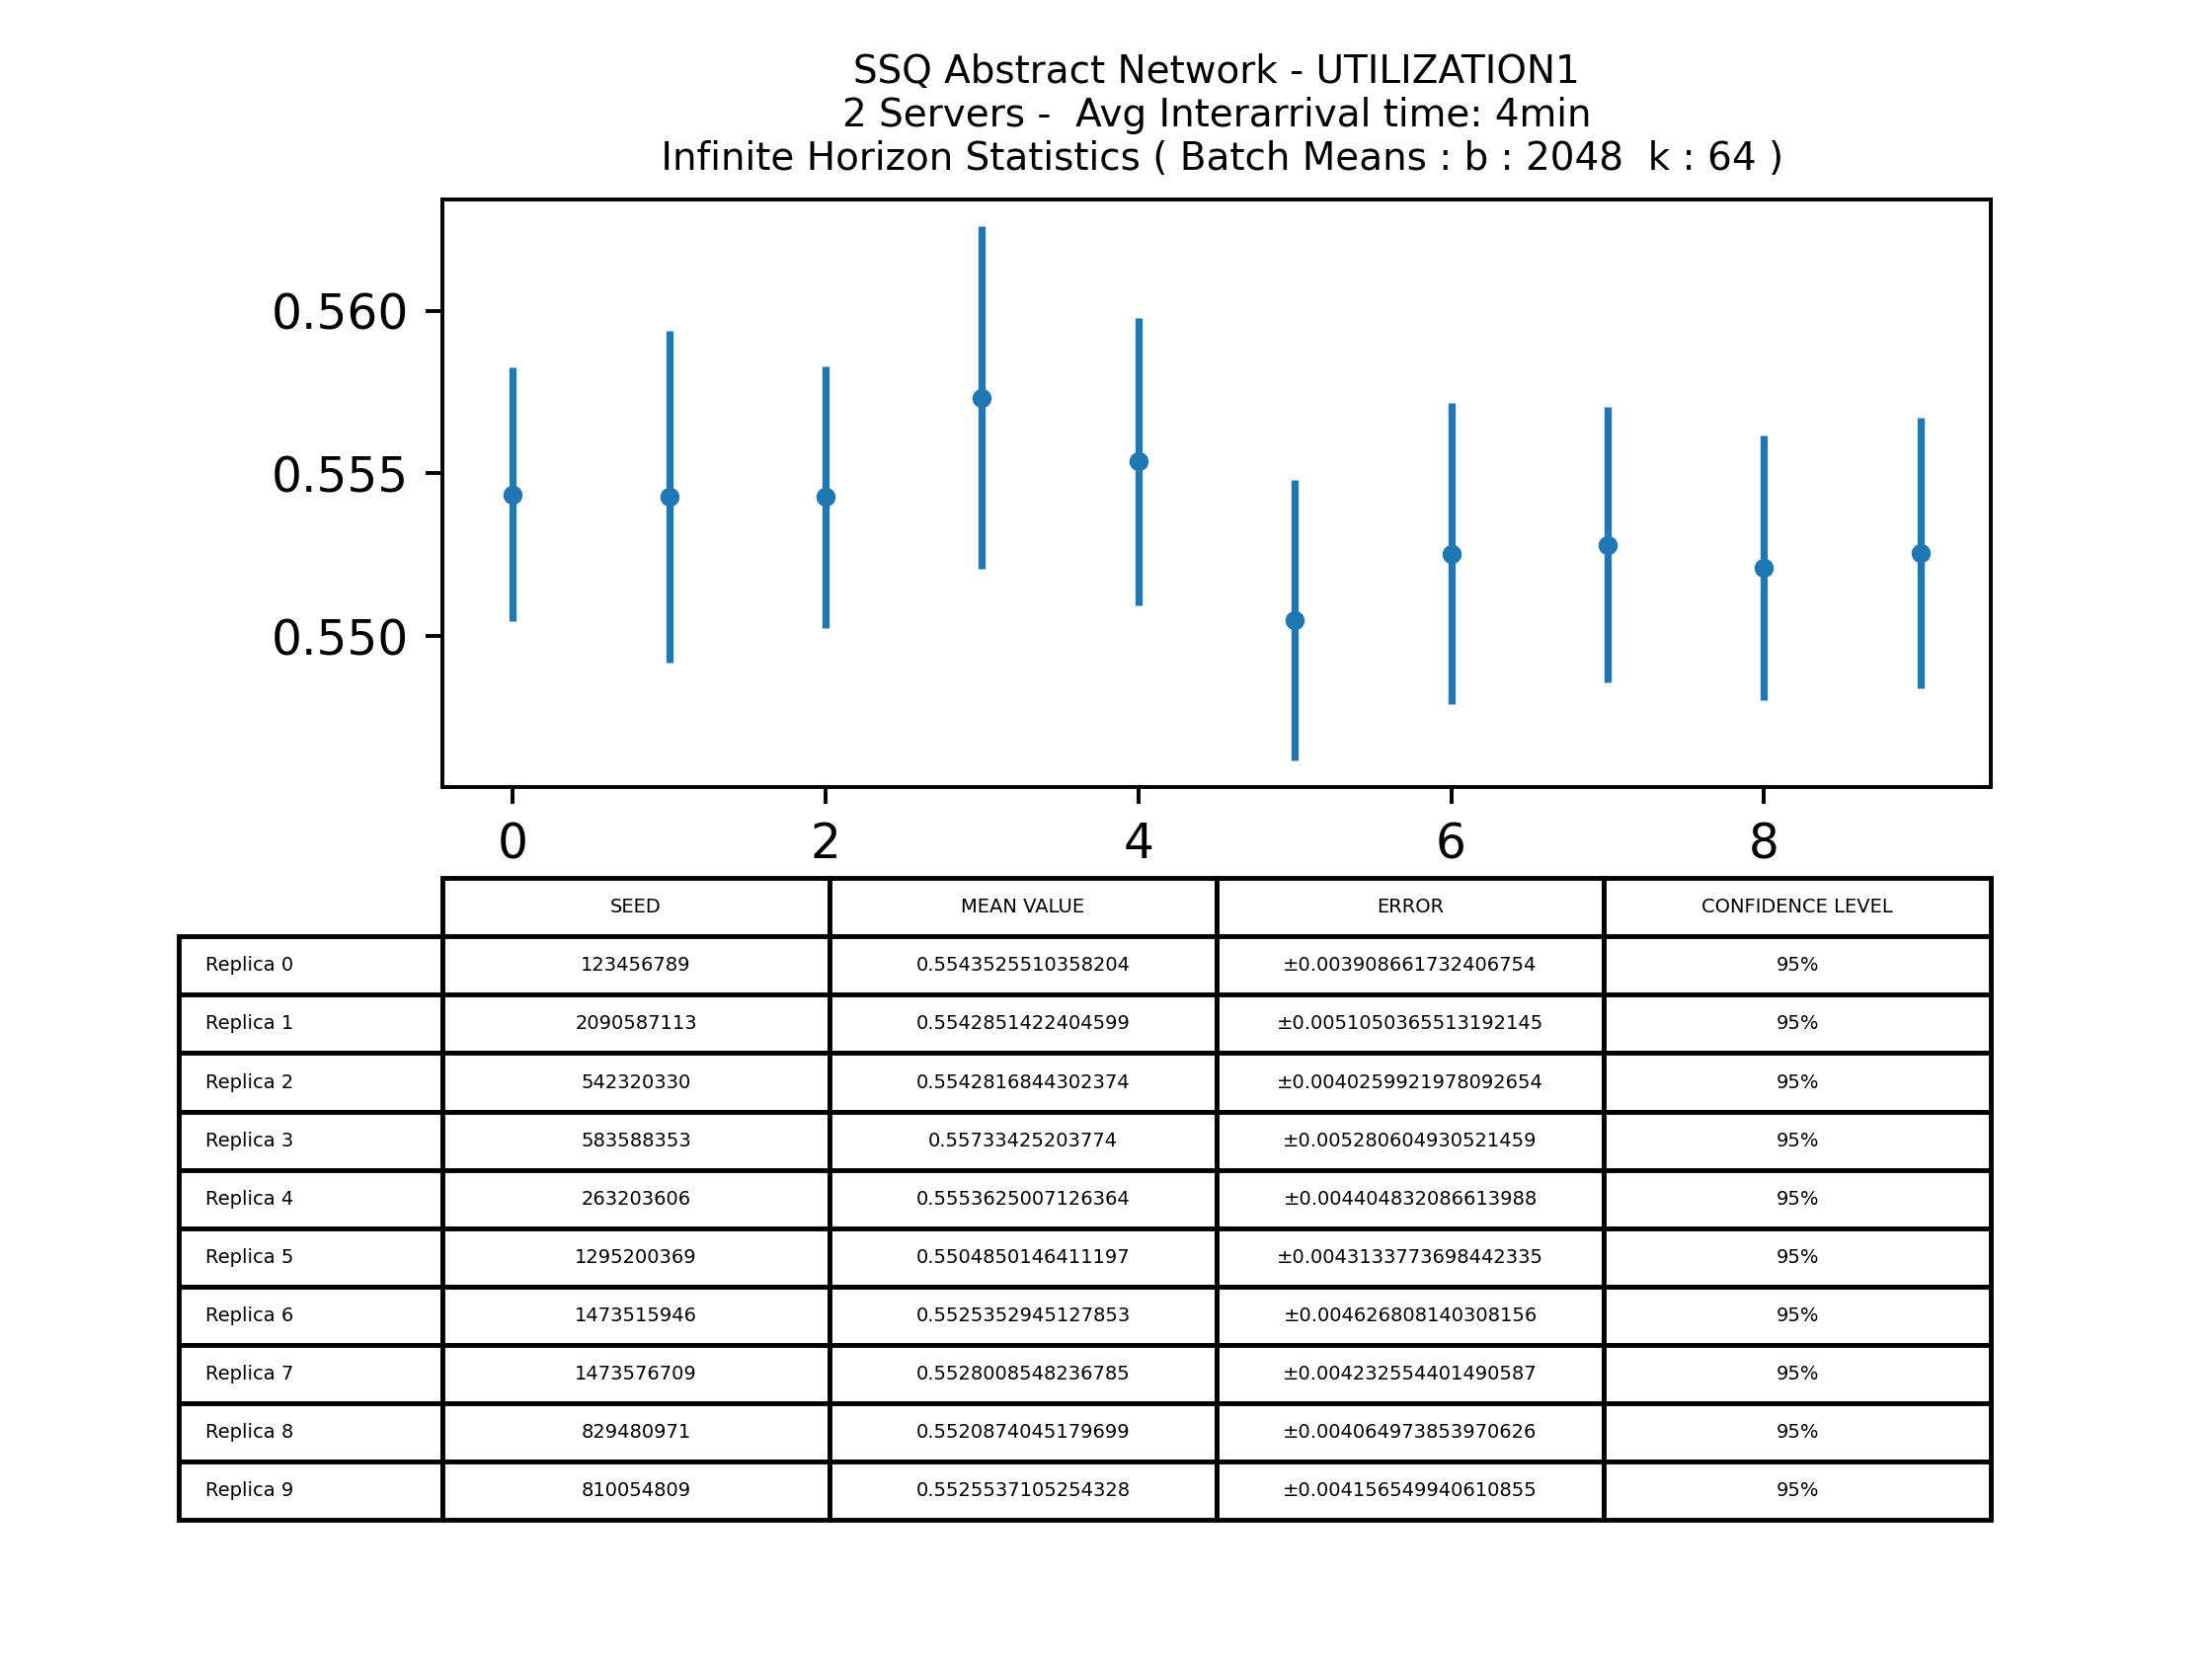 SSQ Abstract Network - UTILIZATION1
2 Servers -  Avg Interarrival time: 4min
Infinite Horizon Statistics ( Batch Means : b : 2048  k : 64 )
0.560
0.555
0.550
0 2 4 6 8
SEED MEAN VALUE ERROR CONFIDENCE LEVEL
Replica 0 123456789 0.5543525510358204 ±0.003908661732406754 95%
Replica 1 2090587113 0.5542851422404599 ±0.0051050365513192145 95%
Replica 2 542320330 0.5542816844302374 ±0.0040259921978092654 95%
Replica 3 583588353 0.55733425203774 ±0.005280604930521459 95%
Replica 4 263203606 0.5553625007126364 ±0.004404832086613988 95%
Replica 5 1295200369 0.5504850146411197 ±0.0043133773698442335 95%
Replica 6 1473515946 0.5525352945127853 ±0.004626808140308156 95%
Replica 7 1473576709 0.5528008548236785 ±0.004232554401490587 95%
Replica 8 829480971 0.5520874045179699 ±0.004064973853970626 95%
Replica 9 810054809 0.5525537105254328 ±0.004156549940610855 95%